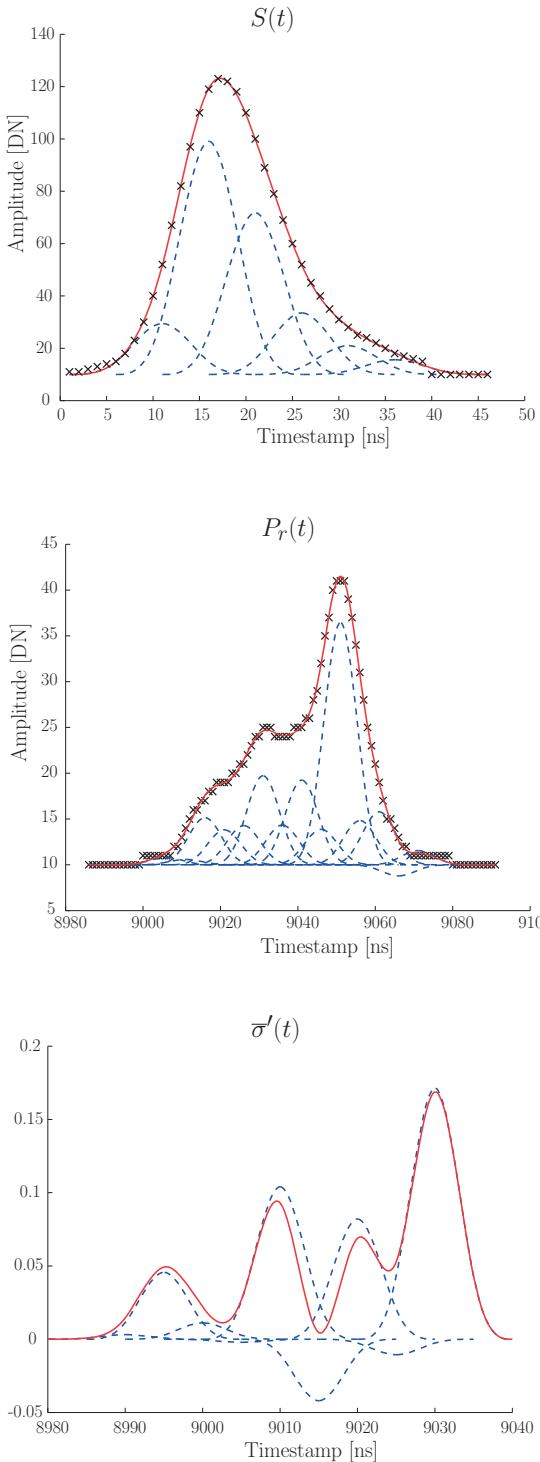 S(t)
140
120
100
80
60
40
20
0
Amplitude [DN]
0 5 10 15 20 25 30 35 40 45 50
Timestamp [ns]
P_r(t)
45
40
35
30
25
20
15
10
5
Amplitude [DN]
8980 9000 9020 9040 9060 9080 910
Timestamp [ns]
σ̅′(t)
0.2
0.15
0.1
0.05
0
-0.05
8980 8990 9000 9010 9020 9030 9040
Timestamp [ns]